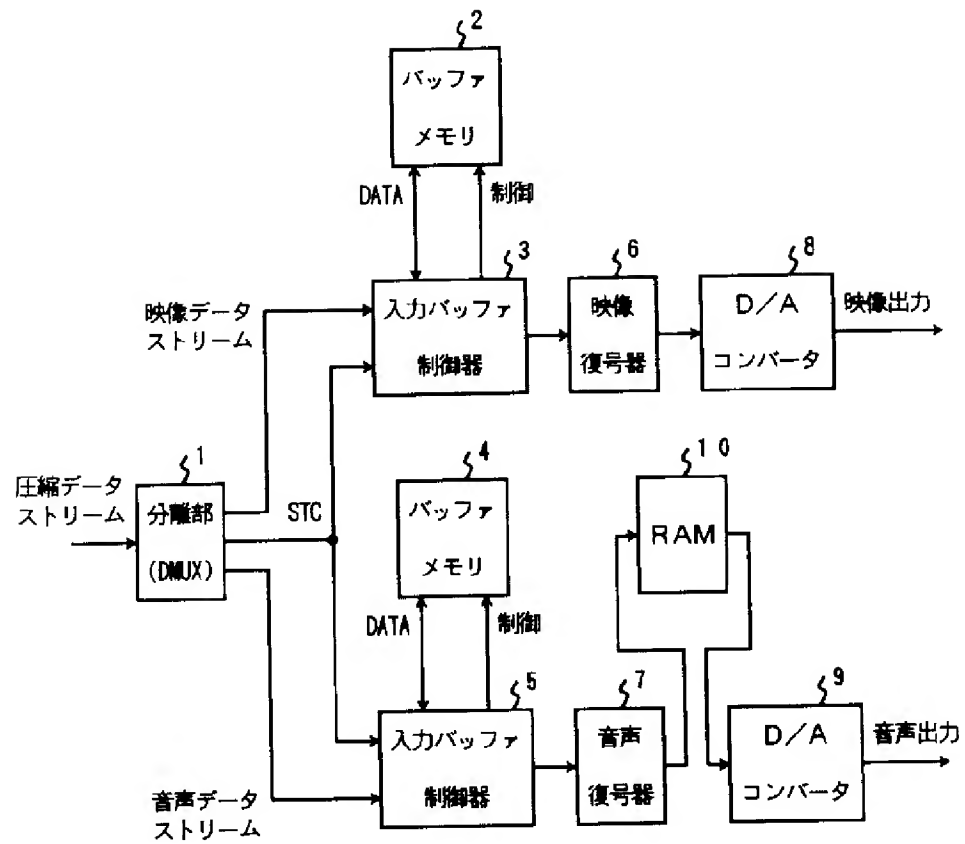 2
バッファ
メモリ
DATA
制御
3
入力バッファ
制御器
6
映像
復号器
8
D/A
コンバータ
映像出力
映像データ
ストリーム
圧縮データ
ストリーム
1
分離部
(DMUX)
STC
4
バッファ
メモリ
DATA
制御
5
入力バッファ
制御器
7
音声
復号器
10
RAM
9
D/A
コンバータ
音声出力
音声データ
ストリーム